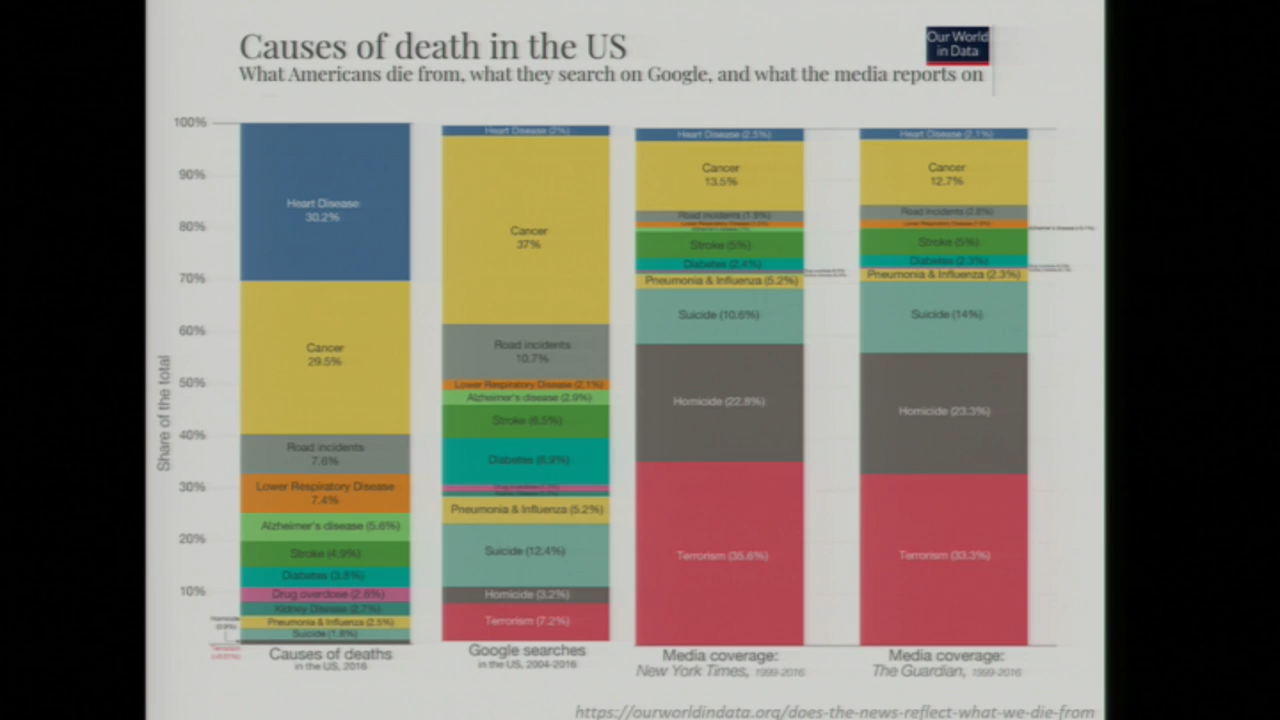 Causes of death in the US
What Americans die from, what they search on Google, and what the media reports on
Our World
in Data
Share of the total
100%
90%
80%
70%
60%
50%
40%
30%
20%
10%
Heart Disease
30.2%
Cancer
29.5%
Road incidents
7.6%
Lower Respiratory Disease
7.4%
Alzheimer's disease (5.6%)
Stroke (4.9%)
Diabetes (3.8%)
Drug overdose (2.8%)
Kidney Disease (2.7%)
Pneumonia & Influenza (2.5%)
Suicide (1.8%)
Homicide
Terrorism
Causes of deaths
in the US, 2016
Heart Disease (2%)
Cancer
37%
Road incidents
10.7%
Lower Respiratory Disease (2.1%)
Alzheimer's disease (2.9%)
Stroke (6.5%)
Diabetes (8.9%)
Pneumonia & Influenza (5.2%)
Suicide (12.4%)
Homicide (3.2%)
Terrorism (7.2%)
Google searches
in the US, 2004-2016
Heart Disease (2.5%)
Cancer
13.5%
Road incidents (1.9%)
Stroke (5%)
Diabetes (2.4%)
Pneumonia & Influenza (5.2%)
Suicide (10.6%)
Homicide (22.8%)
Terrorism (35.6%)
Media coverage:
New York Times, 1999-2016
Heart Disease (2.1%)
Cancer
12.7%
Road incidents (2.8%)
Stroke (5%)
Diabetes (2.3%)
Pneumonia & Influenza (2.3%)
Suicide (14%)
Homicide (23.3%)
Terrorism (33.3%)
Media coverage:
The Guardian, 1999-2016
https://ourworldindata.org/does-the-news-reflect-what-we-die-from